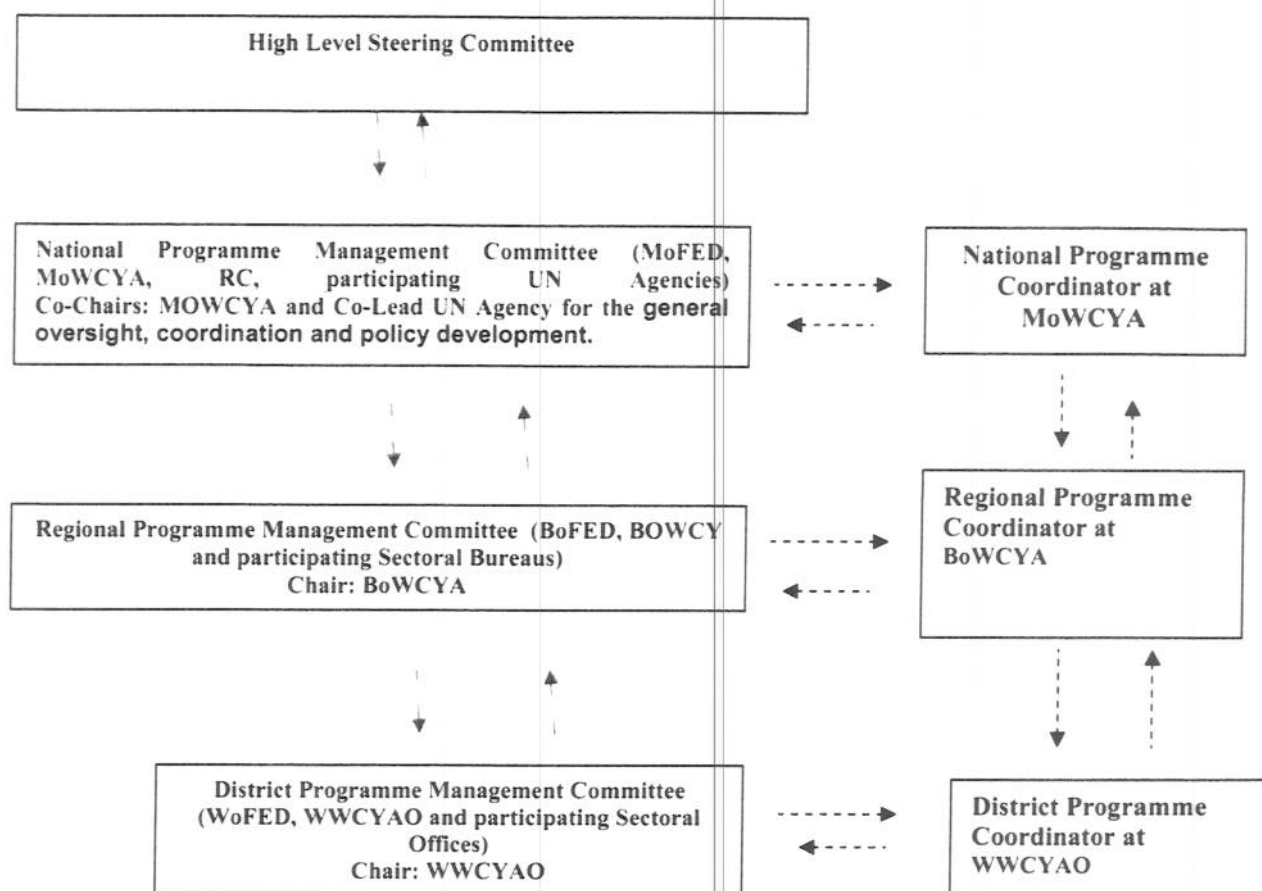 High Level Steering Committee
National Programme Management Committee (MoFED,
MoWCYA, RC, participating UN Agencies)
Co-Chairs: MOWCYA and Co-Lead UN Agency for the general
oversight, coordination and policy development.
National Programme
Coordinator at
MoWCYA
Regional Programme Management Committee (BoFED, BOWCY
and participating Sectoral Bureaus)
Chair: BoWCYA
Regional Programme
Coordinator at
BoWCYA
District Programme Management Committee
(WoFED, WWCYAO and participating Sectoral
Offices)
Chair: WWCYAO
District Programme
Coordinator at
WWCYAO